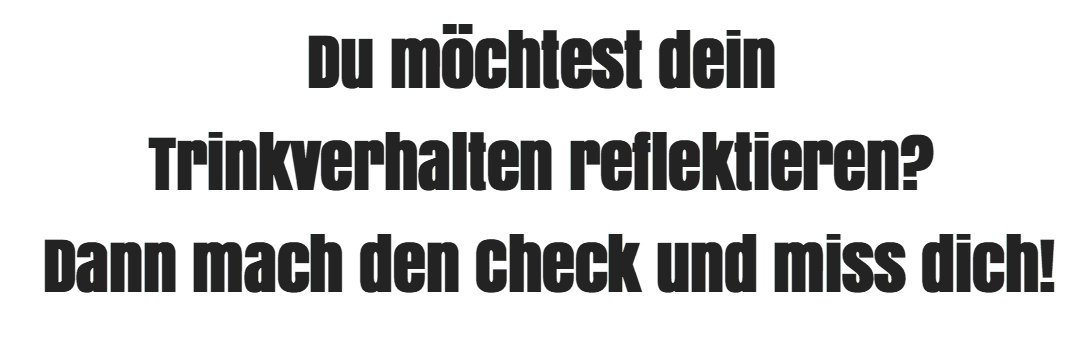 Du möchtest dein
Trinkverhalten reflektieren?
Dann mach den Check und miss dich!